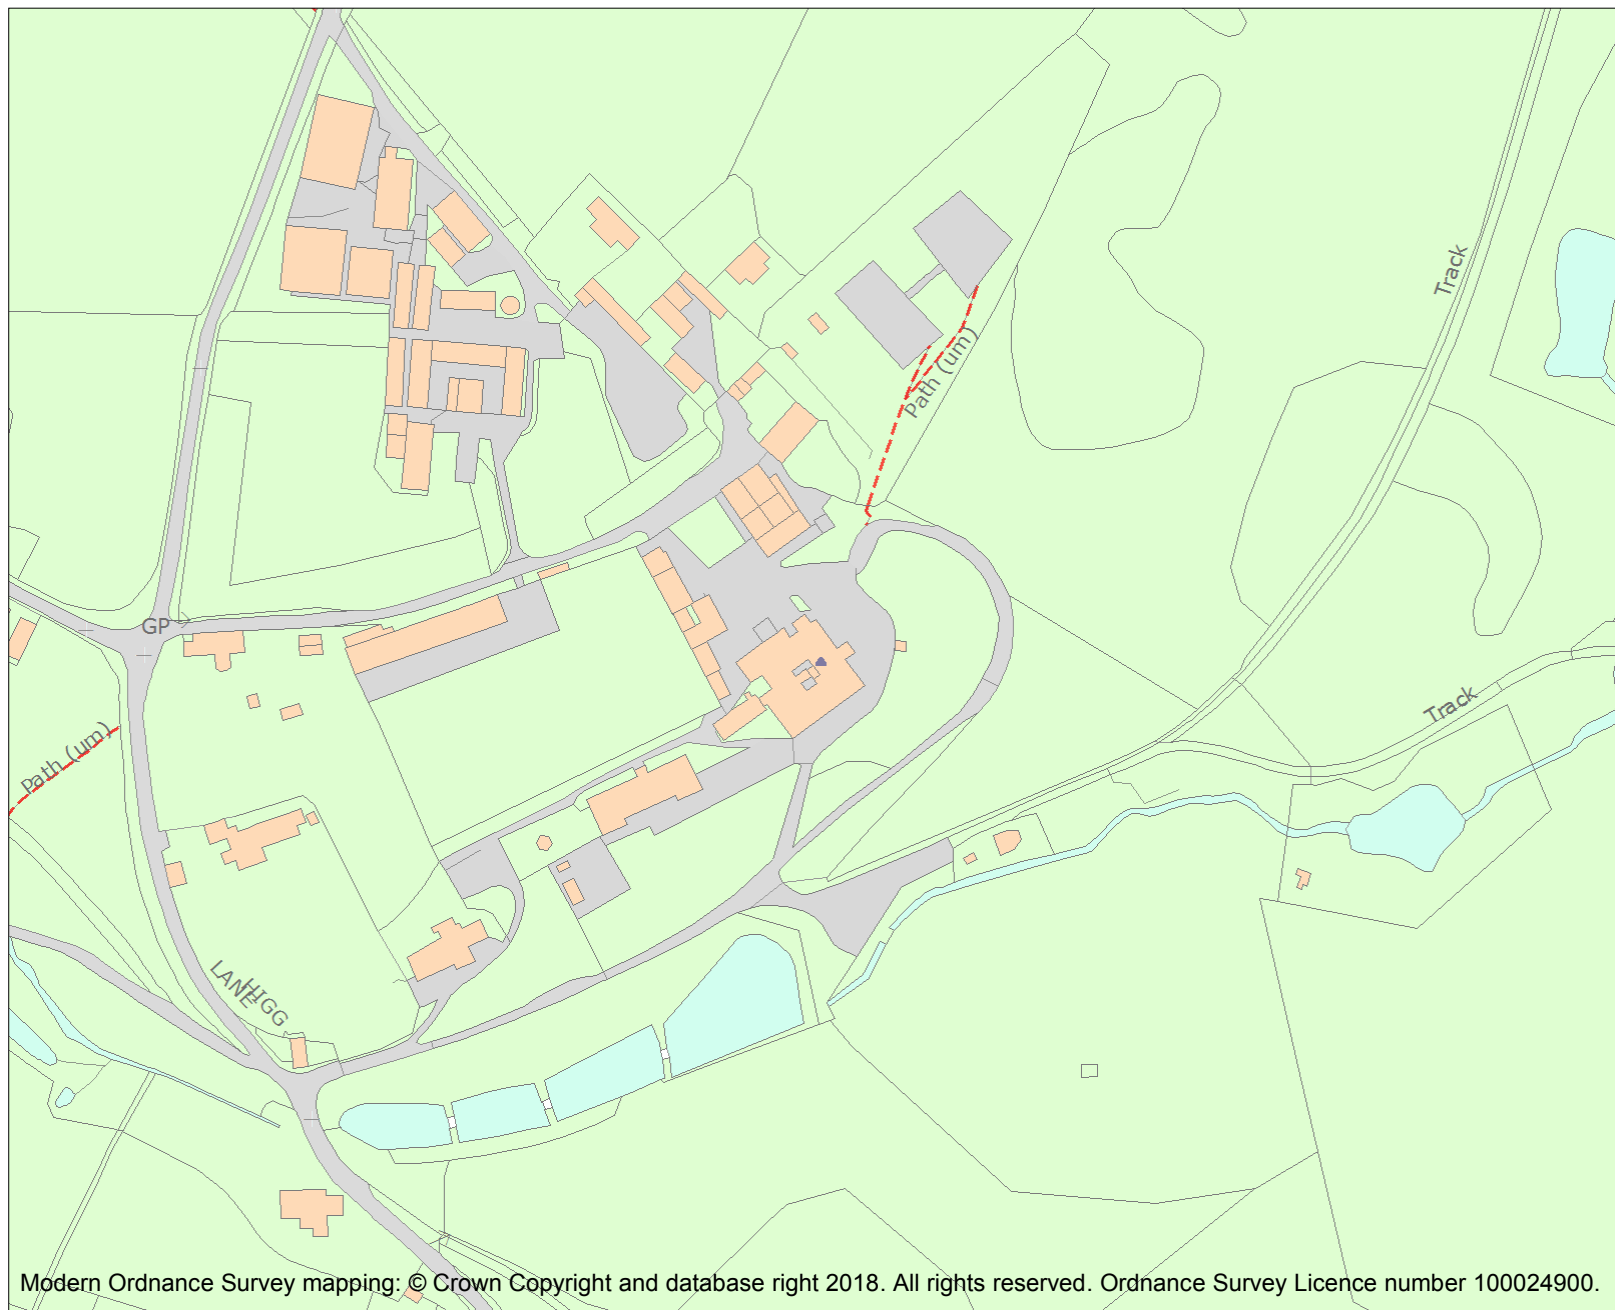 Track
Path (um)
GP
Track
Path (um)
LANE
HIGG
Modern Ordnance Survey mapping: © Crown Copyright and database right 2018. All rights reserved. Ordnance Survey Licence number 100024900.